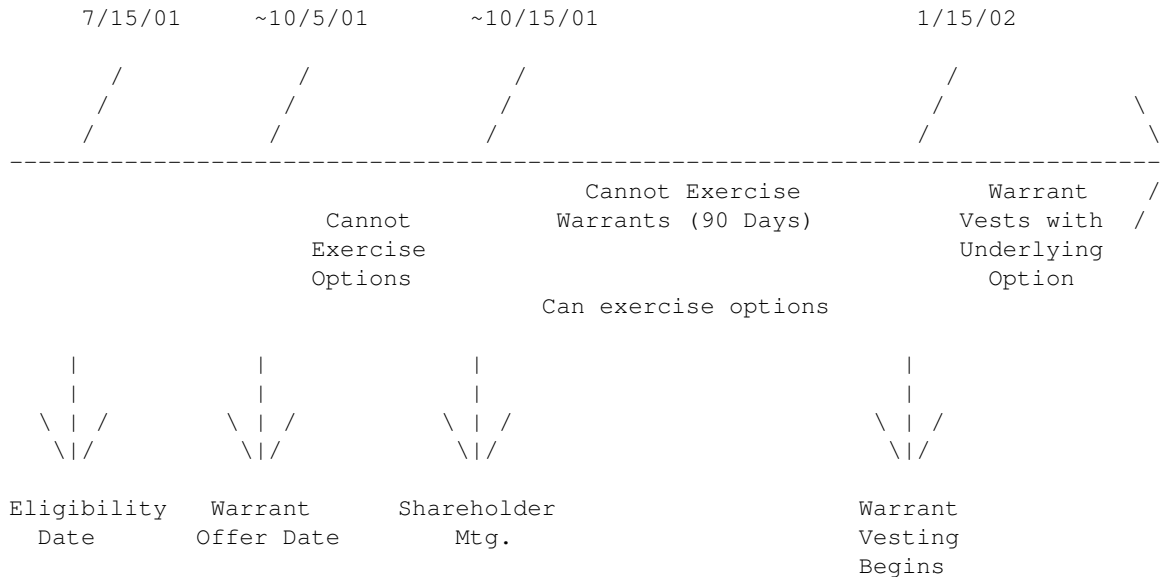 7/15/01 ~10/5/01 ~10/15/01 1/15/02
Cannot Exercise Warrant
Cannot Warrants (90 Days) Vests with
Exercise Underlying
Options Option
Can exercise options
Eligibility Warrant Shareholder Warrant
Date Offer Date Mtg. Vesting
Begins